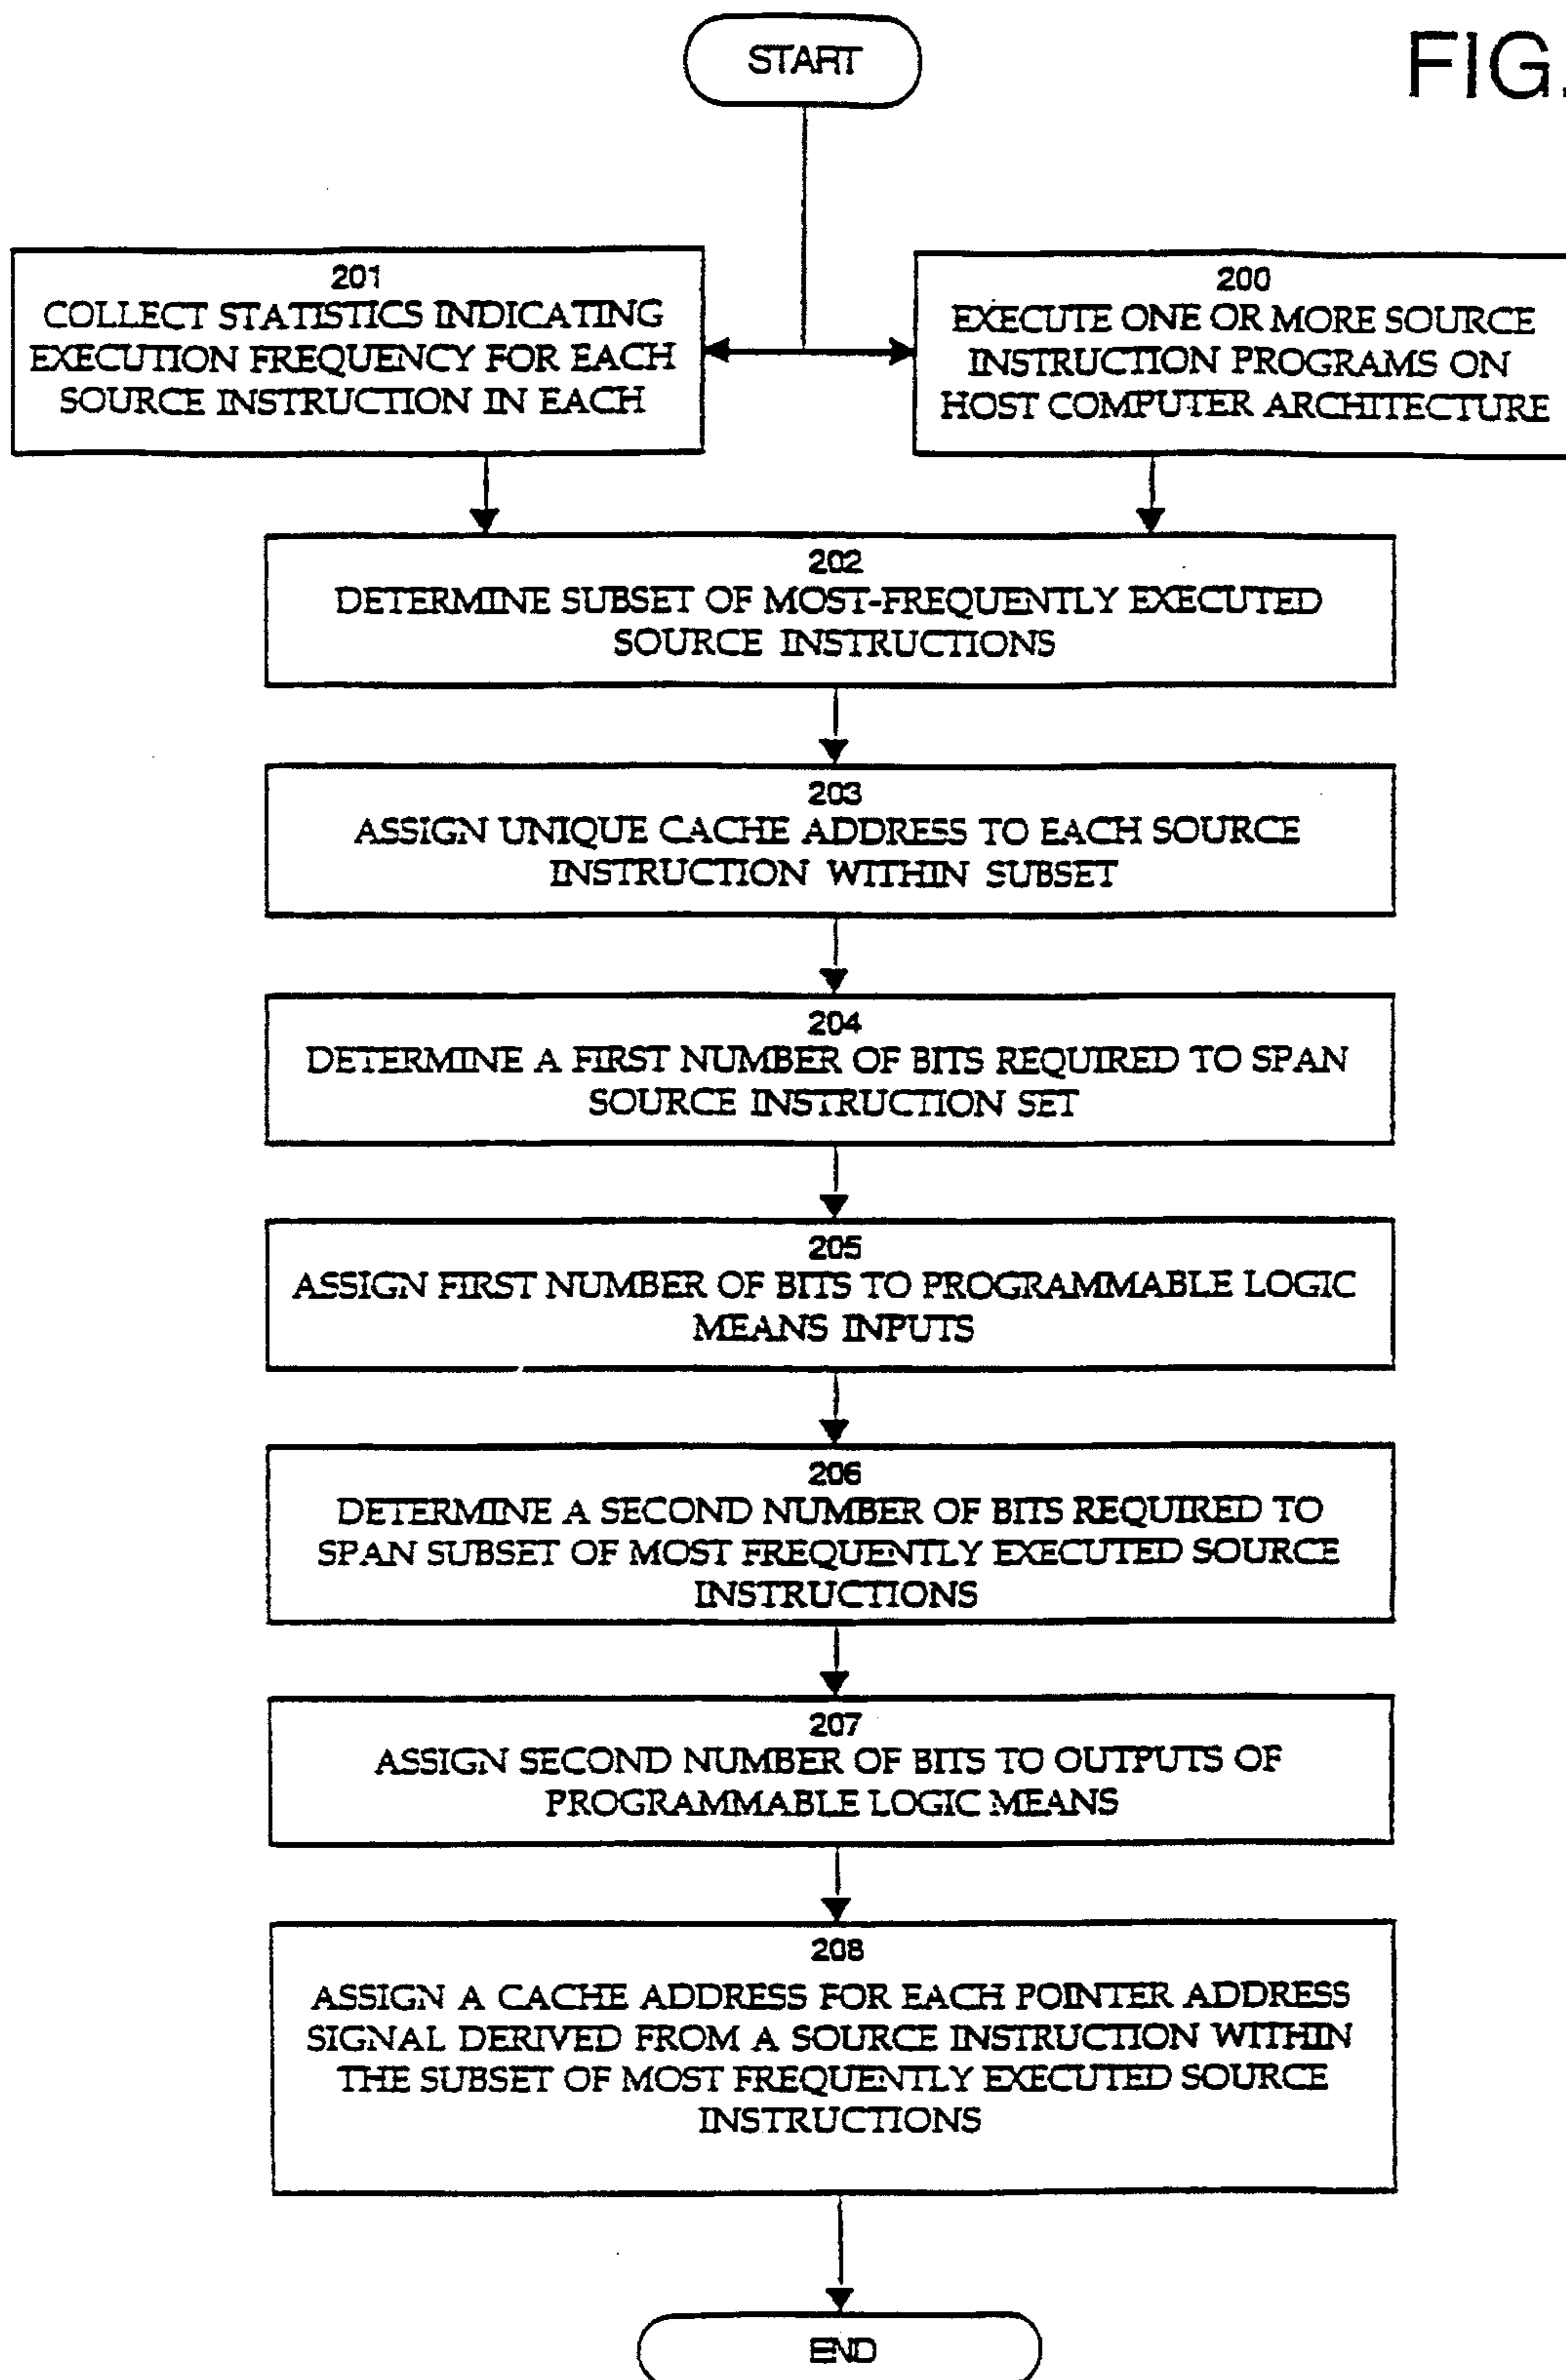 START
FIG.
201
COLLECT STATISTICS INDICATING
EXECUTION FREQUENCY FOR EACH
SOURCE INSTRUCTION IN EACH
200
EXECUTE ONE OR MORE SOURCE
INSTRUCTION PROGRAMS ON
HOST COMPUTER ARCHITECTURE
202
DETERMINE SUBSET OF MOST-FREQUENTLY EXECUTED
SOURCE INSTRUCTIONS
203
ASSIGN UNIQUE CACHE ADDRESS TO EACH SOURCE
INSTRUCTION WITHIN SUBSET
204
DETERMINE A FIRST NUMBER OF BITS REQUIRED TO SPAN
SOURCE INSTRUCTION SET
205
ASSIGN FIRST NUMBER OF BITS TO PROGRAMMABLE LOGIC
MEANS INPUTS
206
DETERMINE A SECOND NUMBER OF BITS REQUIRED TO
SPAN SUBSET OF MOST FREQUENTLY EXECUTED SOURCE
INSTRUCTIONS
207
ASSIGN SECOND NUMBER OF BITS TO OUTPUTS OF
PROGRAMMABLE LOGIC MEANS
208
ASSIGN A CACHE ADDRESS FOR EACH POINTER ADDRESS
SIGNAL DERIVED FROM A SOURCE INSTRUCTION WITHIN
THE SUBSET OF MOST FREQUENTLY EXECUTED SOURCE
INSTRUCTIONS
END